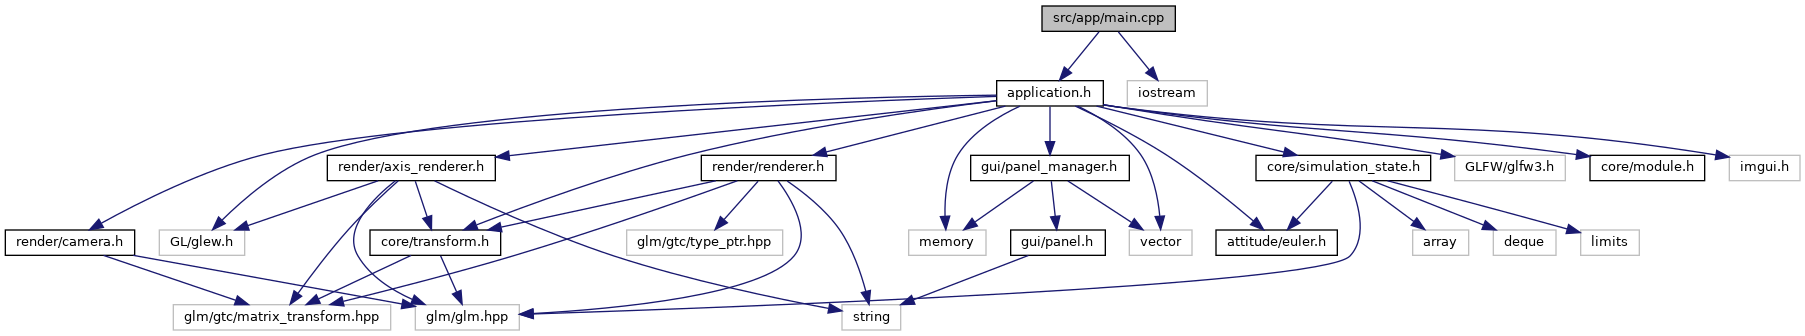 src/app/main.cpp
application.h
iostream
render/axis_renderer.h
render/renderer.h
gui/panel_manager.h
core/simulation_state.h
GLFW/glfw3.h
core/module.h
imgui.h
render/camera.h
GL/glew.h
core/transform.h
glm/gtc/type_ptr.hpp
memory
gui/panel.h
vector
attitude/euler.h
array
deque
limits
glm/gtc/matrix_transform.hpp
glm/glm.hpp
string